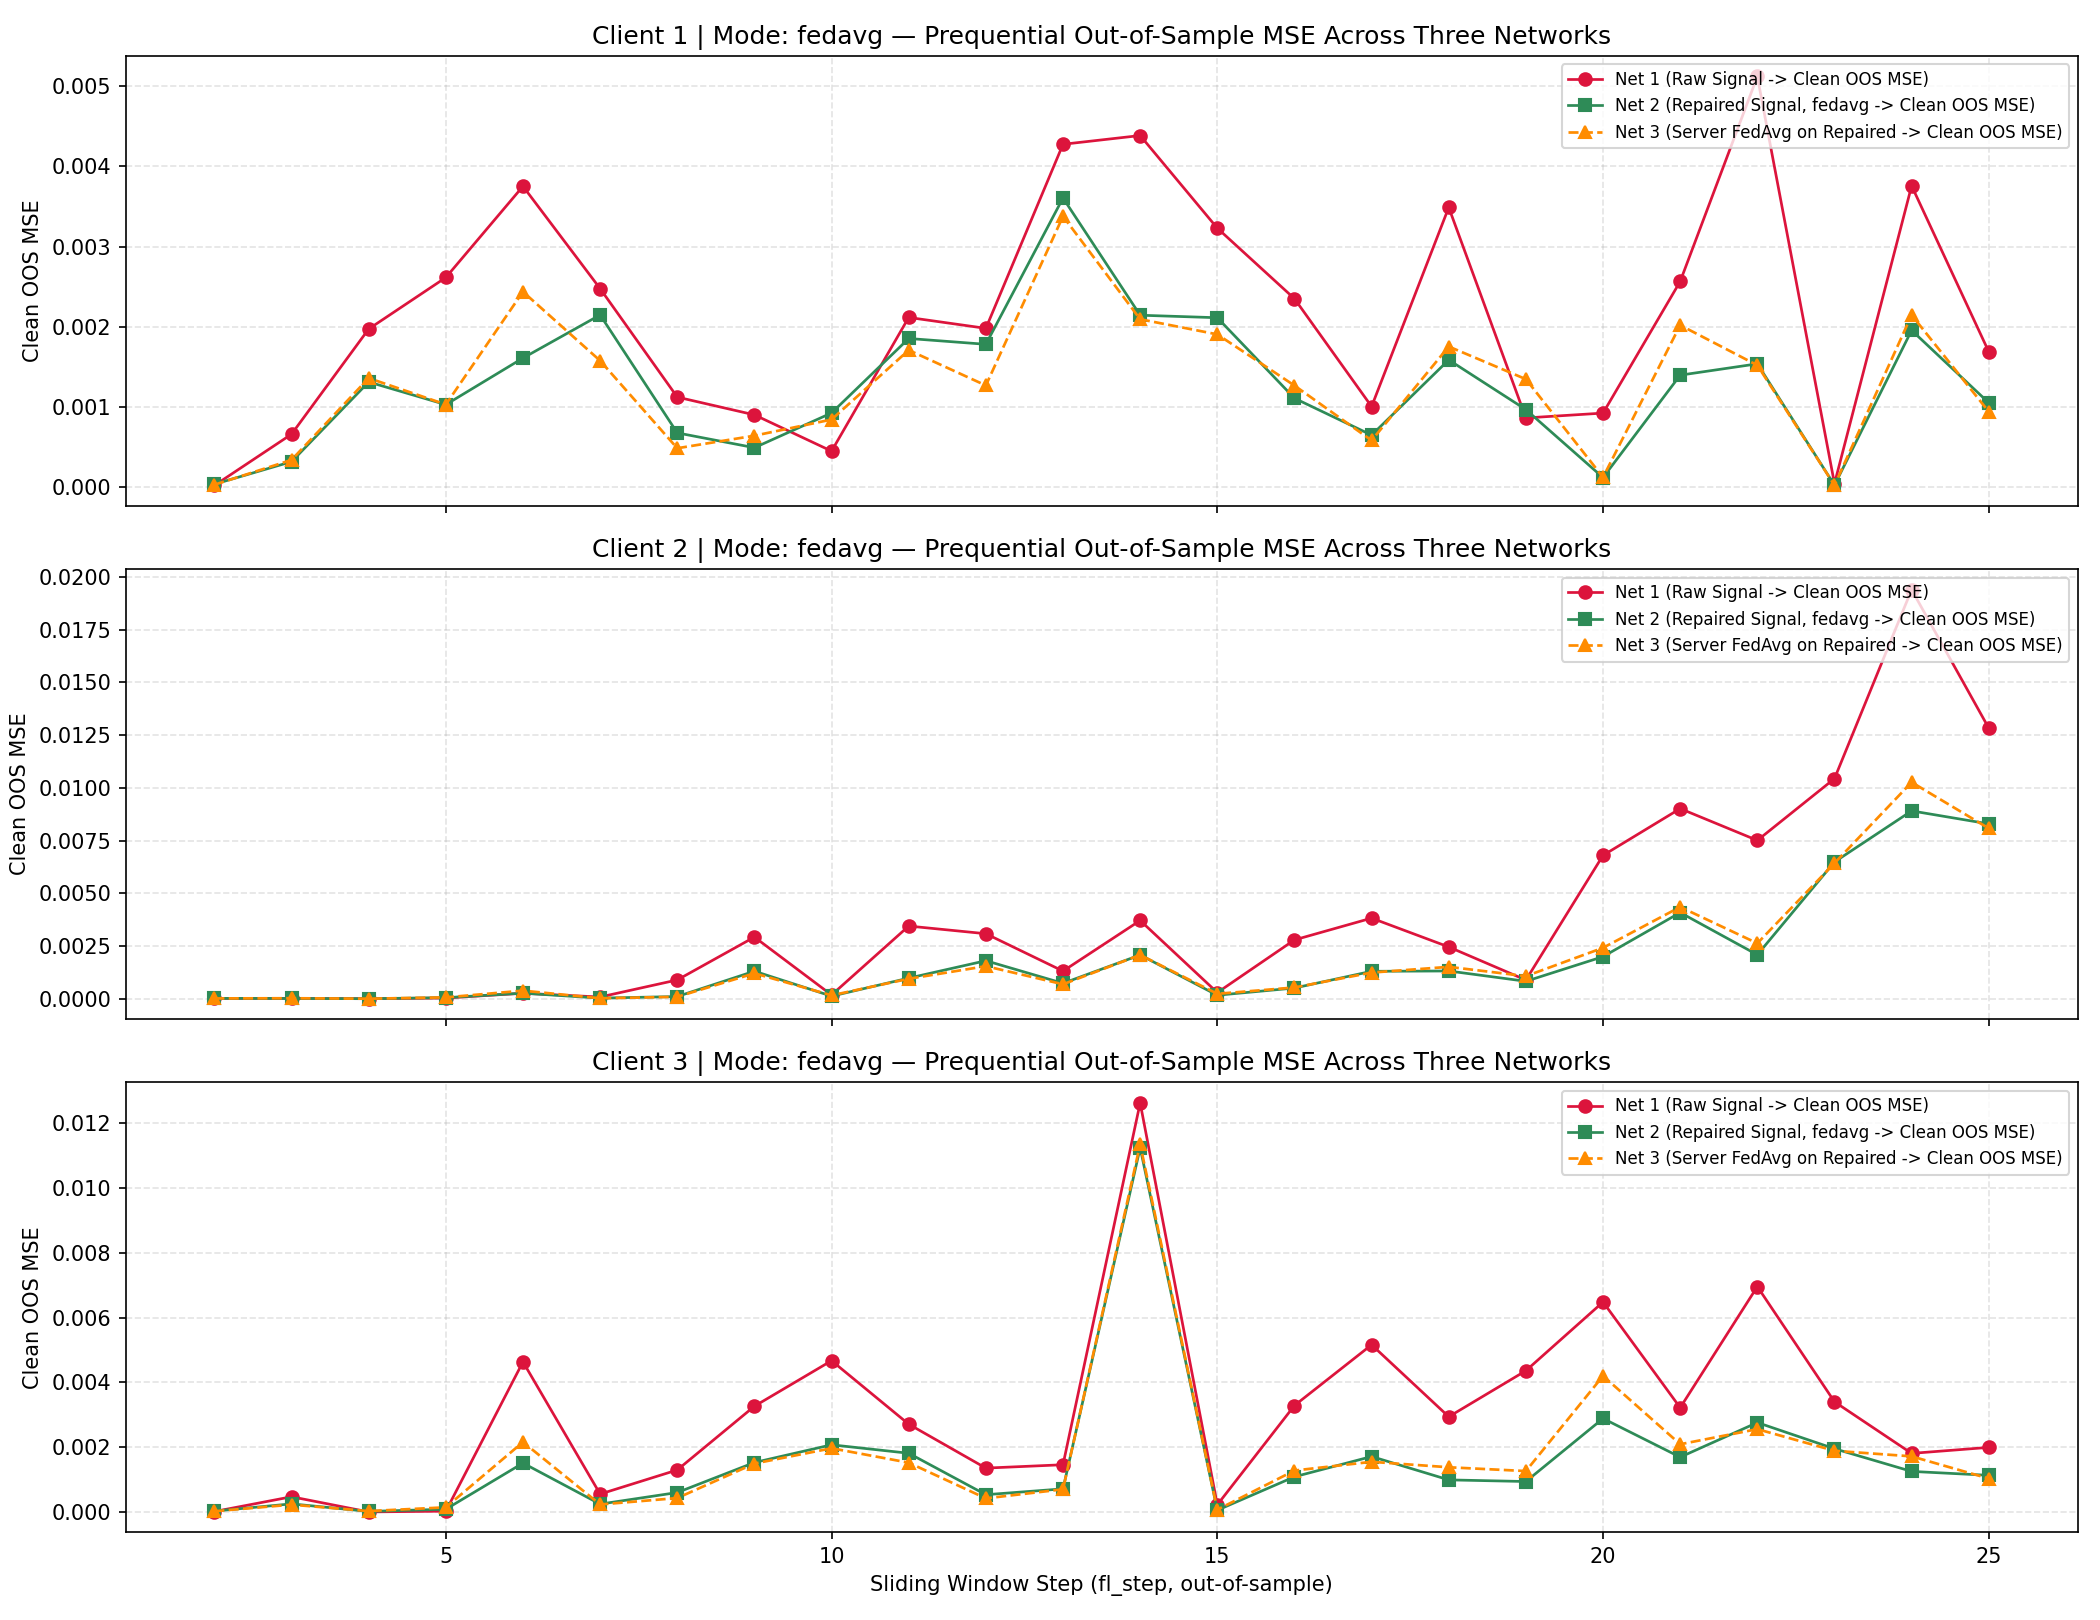 Client 1 | Mode: fedavg — Prequential Out-of-Sample MSE Across Three Networks
Net 1 (Raw Signal -> Clean OOS MSE)
Net 2 (Repaired Signal, fedavg -> Clean OOS MSE)
Net 3 (Server FedAvg on Repaired -> Clean OOS MSE)
Clean OOS MSE
0.005
0.004
0.003
0.002
0.001
0.000
Client 2 | Mode: fedavg — Prequential Out-of-Sample MSE Across Three Networks
Net 1 (Raw Signal -> Clean OOS MSE)
Net 2 (Repaired Signal, fedavg -> Clean OOS MSE)
Net 3 (Server FedAvg on Repaired -> Clean OOS MSE)
Clean OOS MSE
0.0200
0.0175
0.0150
0.0125
0.0100
0.0075
0.0050
0.0025
0.0000
Client 3 | Mode: fedavg — Prequential Out-of-Sample MSE Across Three Networks
Net 1 (Raw Signal -> Clean OOS MSE)
Net 2 (Repaired Signal, fedavg -> Clean OOS MSE)
Net 3 (Server FedAvg on Repaired -> Clean OOS MSE)
Clean OOS MSE
0.012
0.010
0.008
0.006
0.004
0.002
0.000
5 10 15 20 25
Sliding Window Step (fl_step, out-of-sample)